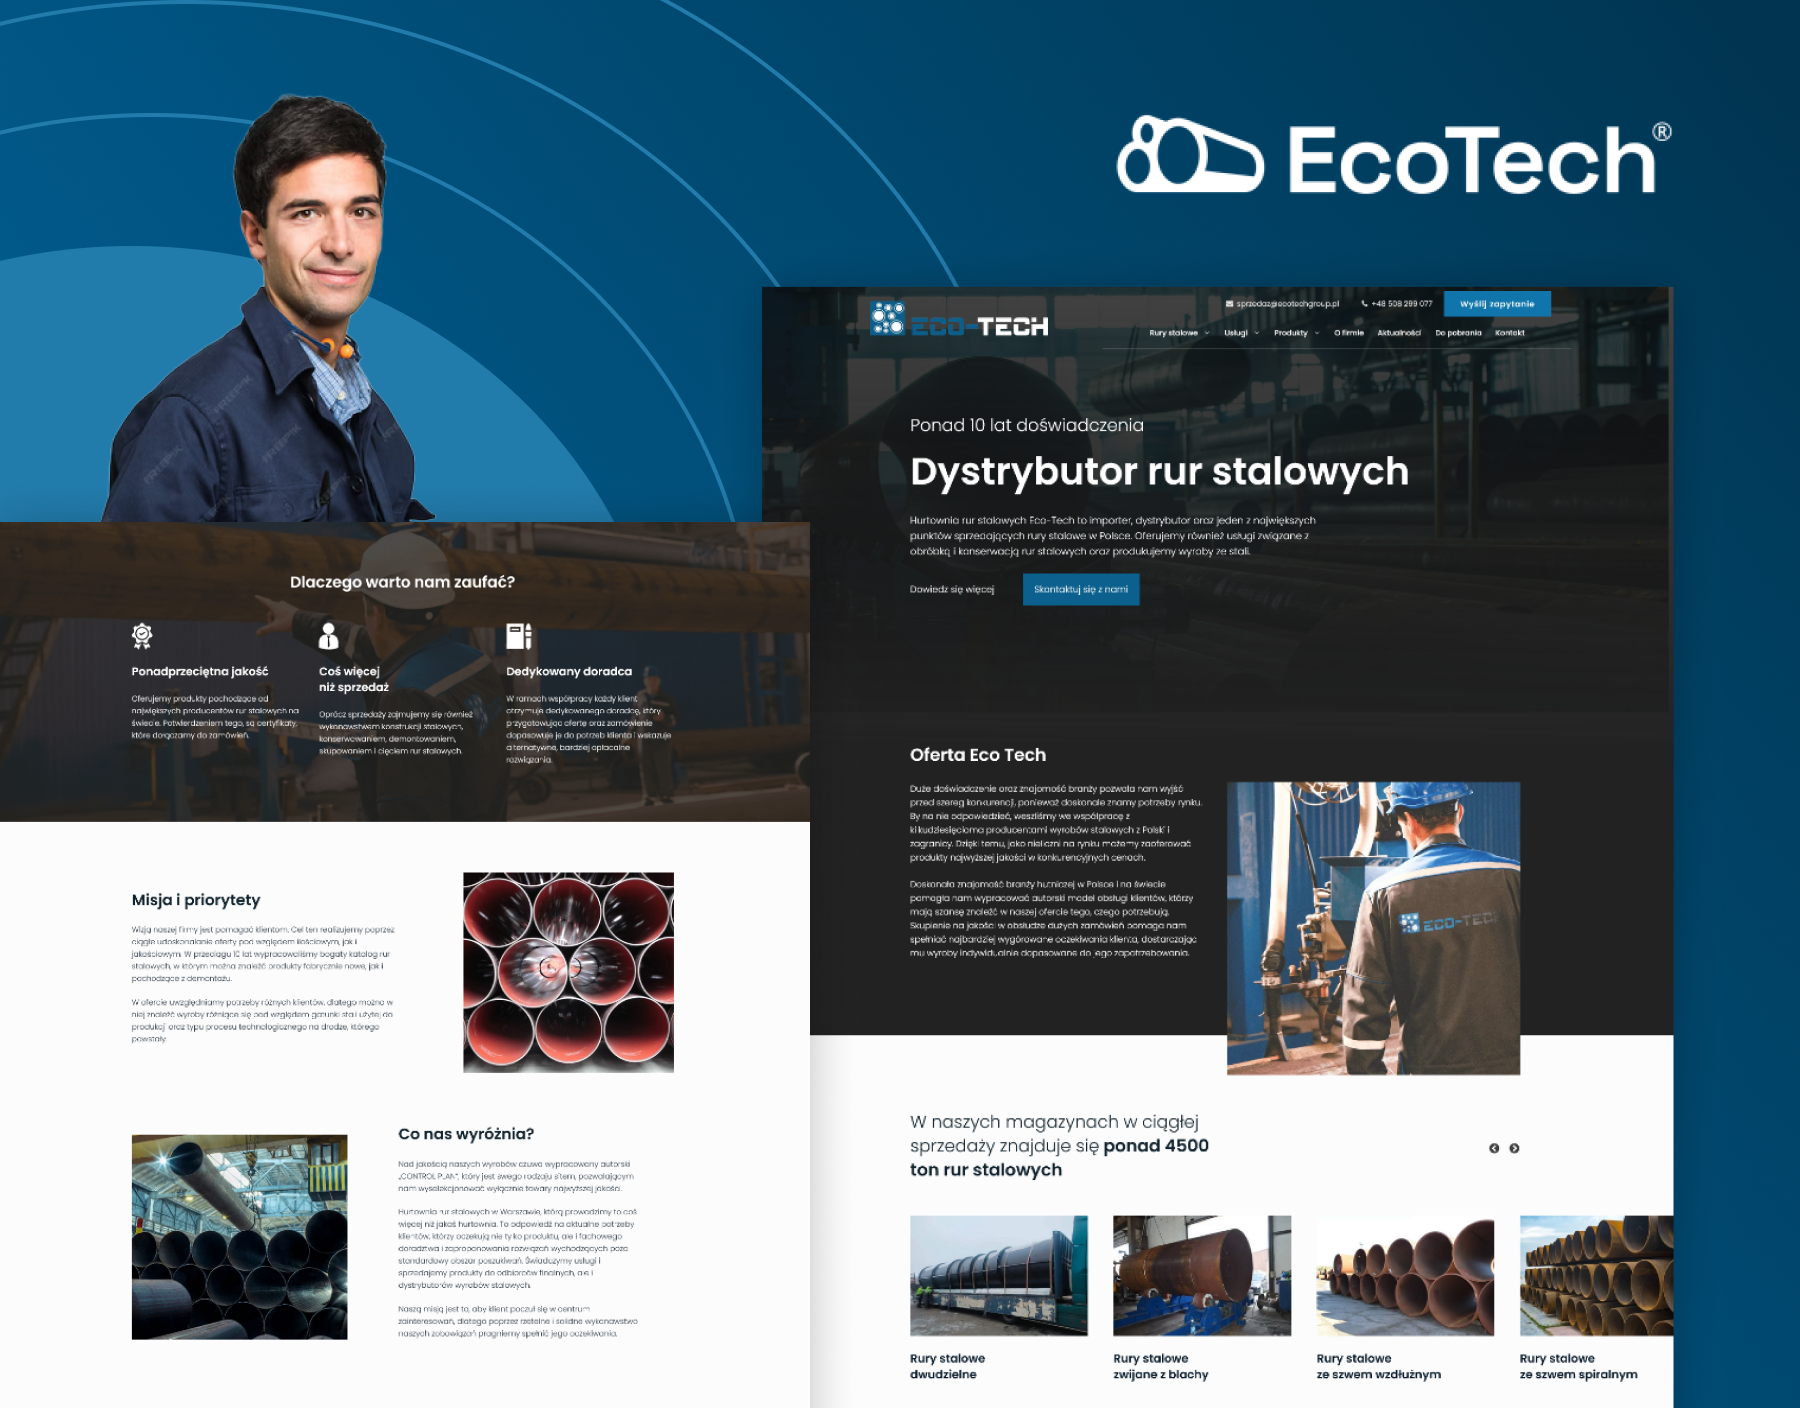 EcoTech®
ECO-TECH
sprzedaz@ecotechgroup.pl
+48 508 299 077
Wyślij zapytanie
Rury stalowe
Usługi
Produkty
O firmie
Aktualności
Do pobrania
Kontakt
Ponad 10 lat doświadczenia
Dystrybutor rur stalowych
Hurtownia rur stalowych Eco-Tech to importer, dystrybutor oraz jeden z największych
punktów sprzedających rury stalowe w Polsce. Oferujemy również usługi związane z
obróbką i konserwacją rur stalowych oraz produkujemy wyroby ze stali.
Dowiedz się więcej
Skontaktuj się z nami
Oferta Eco Tech
Duże doświadczenie oraz znajomość branży pozwala nam wyjść
przed szereg konkurencji, ponieważ doskonale znamy potrzeby rynku.
By na nie odpowiedzieć, weszliśmy we współpracę z
kilkudziesięcioma producentami wyrobów stalowych z Polski i
zagranicy. Dzięki temu, jako nieliczni na rynku możemy zaoferować
produkty najwyższej jakości w konkurencyjnych cenach.
Doskonała znajomość branży hutniczej w Polsce i na świecie
pomogła nam wypracować autorski model obsługi klientów, którzy
mają szansę znaleźć w naszej ofercie tego, czego potrzebują.
Skupienie na jakości w obsłudze dużych zamówień pomaga nam
spełniać najbardziej wygórowane oczekiwania klienta, dostarczając
mu wyroby indywidualnie dopasowane do jego zapotrzebowania.
ECO-TECH
W naszych magazynach w ciągłej
sprzedaży znajduje się ponad 4500
ton rur stalowych
Rury stalowe
dwudzielne
Rury stalowe
zwijane z blachy
Rury stalowe
ze szwem wzdłużnym
Rury stalowe
ze szwem spiralnym
Dlaczego warto nam zaufać?
Ponadprzeciętna jakość
Oferujemy produkty pochodzące od
największych producentów rur stalowych na
świecie. Potwierdzeniem tego, są certyfikaty,
które dołączamy do zamówień.
Coś więcej
niż sprzedaż
Oprócz sprzedaży zajmujemy się również
wykonawstwem konstrukcji stalowych,
konserwowaniem, demontowaniem,
skupowaniem i cięciem rur stalowych.
Dedykowany doradca
W ramach współpracy każdy klient
otrzymuje dedykowanego doradcę, który
przygotowując ofertę oraz zamówienie
dopasowuje je do potrzeb klienta i wskazuje
alternatywne, bardziej opłacalne
rozwiązania.
Misja i priorytety
Wizją naszej firmy jest pomagać klientom. Cel ten realizujemy poprzez
ciągłe udoskonalanie oferty pod względem ilościowym, jak i
jakościowym. W przeciągu 10 lat wypracowaliśmy bogaty katalog rur
stalowych, w którym można znaleźć produkty fabrycznie nowe, jak i
pochodzące z demontażu.
W ofercie uwzględniamy potrzeby różnych klientów, dlatego można w
niej znaleźć wyroby różniące się pod względem gatunki stali użytej do
produkcji oraz typu procesu technologicznego na drodze, którego
powstały.
Co nas wyróżnia?
Nad jakością naszych wyrobów czuwa wypracowany autorski
„CONTROL PLAN”, który jest swego rodzaju sitem, pozwalającym
nam wyselekcjonować wyłącznie towary najwyższej jakości.
Hurtownia rur stalowych w Warszawie, którą prowadzimy to coś
więcej niż jakaś hurtownia. To odpowiedź na aktualne potrzeby
klientów, którzy oczekują nie tylko produktu, ale i fachowego
doradztwa i zaproponowania rozwiązań wychodzących poza
standardowy obszar poszukiwań. Świadczymy usługi i
sprzedajemy produkty do odbiorców finalnych, ale i
dystrybutorów wyrobów stalowych.
Naszą misją jest to, aby klient poczuł się w centrum
zainteresowań, dlatego poprzez rzetelne i solidne wykonawstwo
naszych zobowiązań pragniemy spełnić jego oczekiwania.